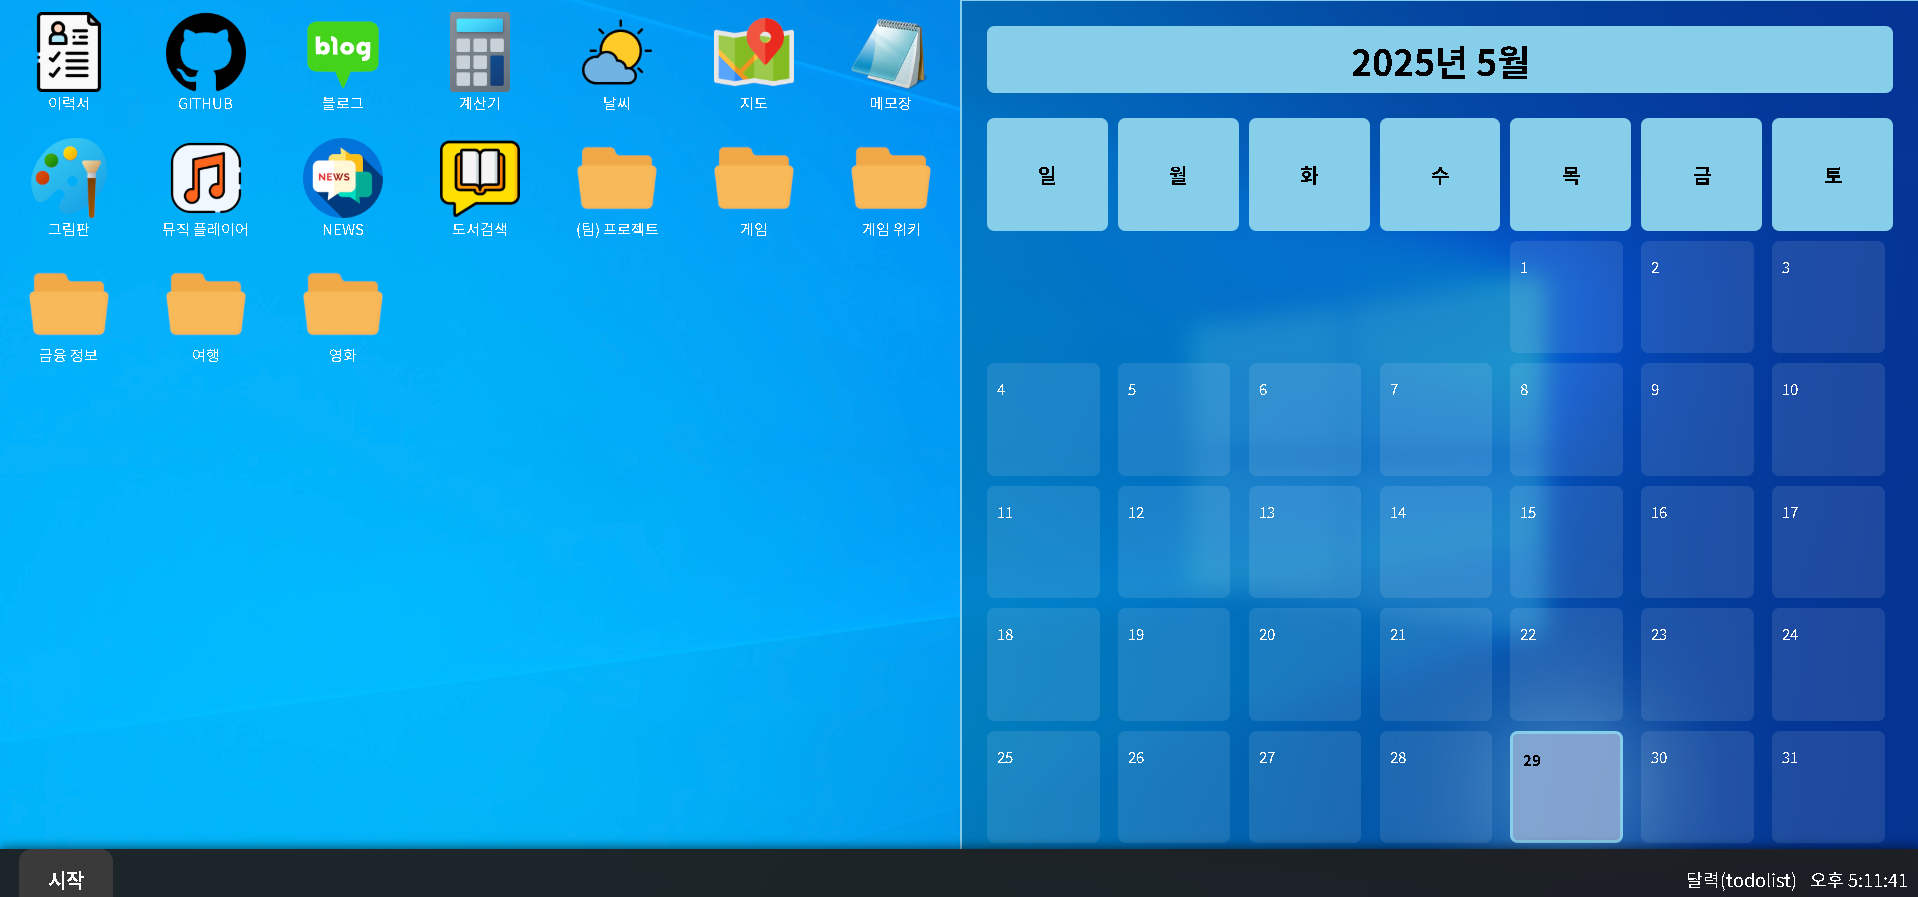 blog
이력서 GITHUB 블로그 계산기 날씨 지도 메모장
NEWS
그림판 뮤직 플레이어 NEWS 도서검색 (팀) 프로젝트 게임 게임 위키
금융 정보 여행 영화
2025년 5월
일 월 화 수 목 금 토
1 2 3
4 5 6 7 8 9 10
11 12 13 14 15 16 17
18 19 20 21 22 23 24
25 26 27 28 29 30 31
시작
달력(todolist) 오후 5:11:41